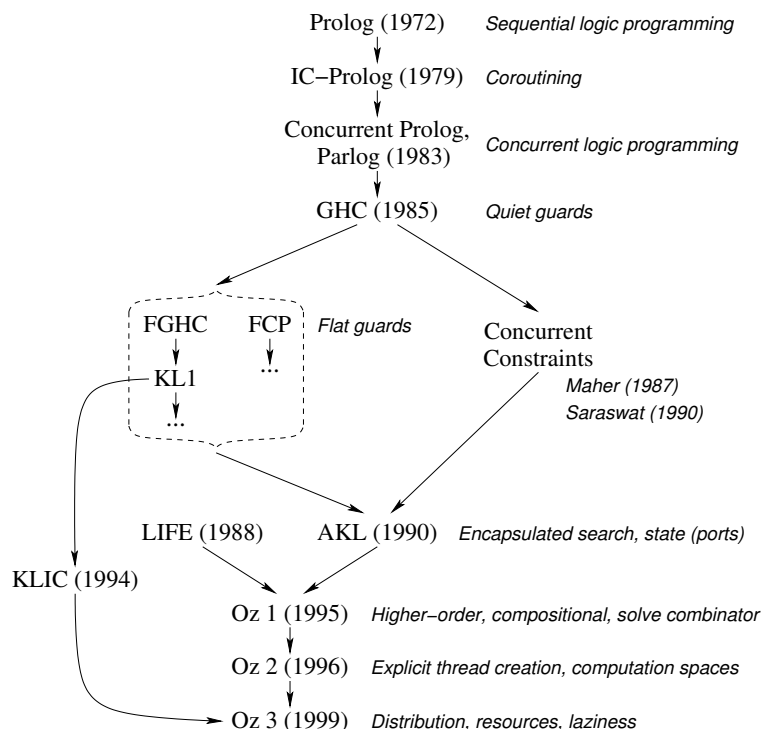 Prolog (1972) Sequential logic programming
IC−Prolog (1979) Coroutining
Concurrent Prolog,
Parlog (1983) Concurrent logic programming
GHC (1985) Quiet guards
FGHC FCP Flat guards
Concurrent
Constraints
...
KL1
Maher (1987)
Saraswat (1990)
...
LIFE (1988) AKL (1990) Encapsulated search, state (ports)
KLIC (1994)
Oz 1 (1995) Higher−order, compositional, solve combinator
Oz 2 (1996) Explicit thread creation, computation spaces
Oz 3 (1999) Distribution, resources, laziness